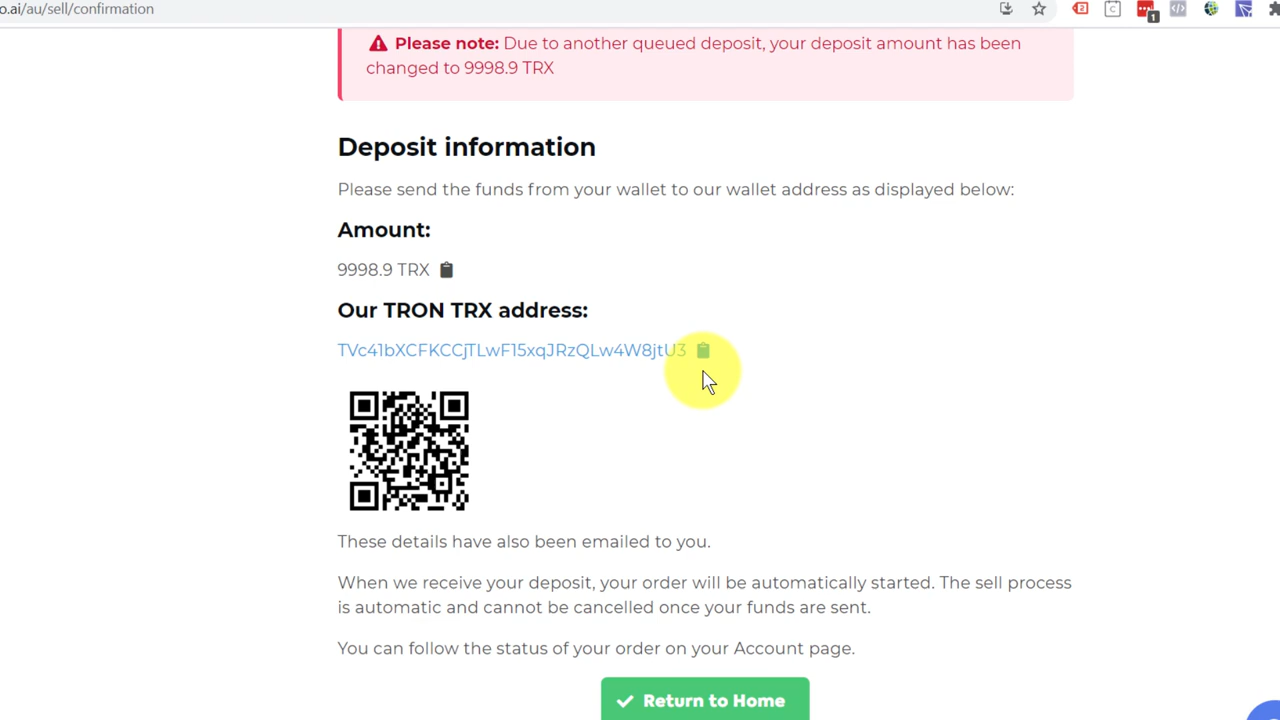 o.ai/au/sell/confirmation
2
C
1
Please note: Due to another queued deposit, your deposit amount has been
changed to 9998.9 TRX
Deposit information
Please send the funds from your wallet to our wallet address as displayed below:
Amount:
9998.9 TRX
Our TRON TRX address:
TVc41bXCFKCCjTLwF15xqJRzQLw4W8jtU3
These details have also been emailed to you.
When we receive your deposit, your order will be automatically started. The sell process
is automatic and cannot be cancelled once your funds are sent.
You can follow the status of your order on your Account page.
Return to Home